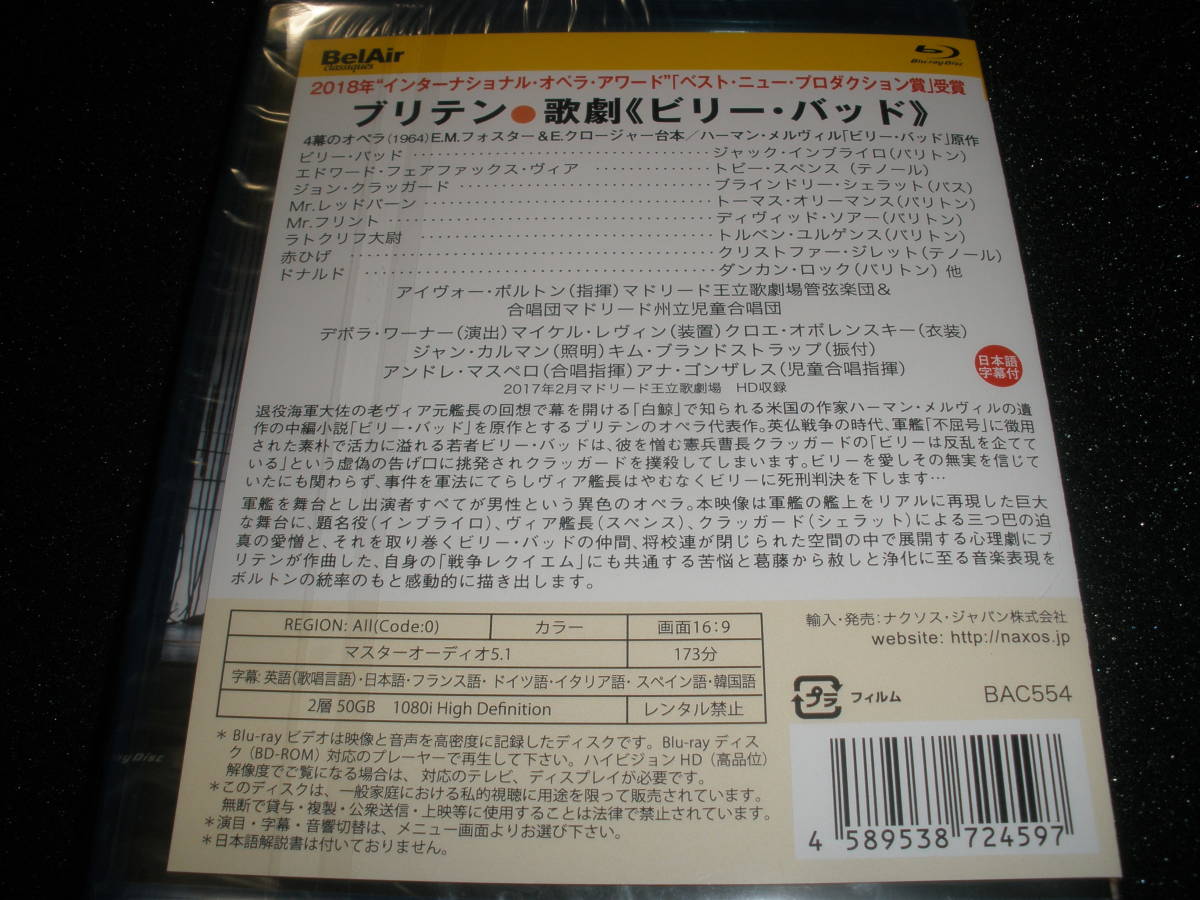 BelAir
classiques
Blu-ray Disc
2018年“インターナショナル・オペラ・アワード”「ベスト・ニュー・プロダクション賞」受賞
ブリテン●歌劇《ビリー・バッド》
4幕のオペラ(1964)E.M.フォスター&E.クロージャー台本/ハーマン・メルヴィル「ビリー・バッド」原作
ビリー・バッド ………… ジャック・インブライロ(バリトン)
エドワード・フェアファックス・ヴィア ………… トビー・スペンス (テノール)
ジョン・クラッガード ………… ブラインドリー・シェラット(バス)
Mr.レッドバーン ………… トーマス・オリーマンス(バリトン)
Mr.フリント ………… ディヴィッド・ソアー(バリトン)
ラトクリフ大尉 ………… トルベン・ユルゲンス(バリトン)
赤ひげ ………… クリストファー・ジレット(テノール)
ドナルド ………… ダンカン・ロック(バリトン) 他
アイヴォー・ボルトン(指揮)マドリード王立歌劇場管弦楽団&
合唱団マドリード州立児童合唱団
デボラ・ワーナー(演出)マイケル・レヴィン(装置)クロエ・オボレンスキー(衣装)
ジャン・カルマン(照明)キム・ブランドストラップ(振付)
アンドレ・マスペロ(合唱指揮)アナ・ゴンザレス(児童合唱指揮)
2017年2月マドリード王立歌劇場 HD収録
日本語
字幕付
退役海軍大佐の老ヴィア元艦長の回想で幕を開ける「白鯨」で知られる米国の作家ハーマン・メルヴィルの遺
作の中編小説「ビリー・バッド」を原作とするブリテンのオペラ代表作。英仏戦争の時代、軍艦「不屈号」に徴用
された素朴で活力に溢れる若者ビリー・バッドは、彼を憎む憲兵曹長クラッガードの「ビリーは反乱を企てて
いる」という虚偽の告げ口に挑発されクラッガードを撲殺してしまいます。ビリーを愛しその無実を信じて
いたにも関わらず、事件を軍法にてらしヴィア艦長はやむなくビリーに死刑判決を下します…
軍艦を舞台とし出演者すべてが男性という異色のオペラ。本映像は軍艦の艦上をリアルに再現した巨大
な舞台に、題名役(インブライロ)、ヴィア艦長(スペンス)、クラッガード(シェラット)による三つ巴の迫
真の愛憎と、それを取り巻くビリー・バッドの仲間、将校連が閉じられた空間の中で展開する心理劇にブ
リテンが作曲した、自身の「戦争レクイエム」にも共通する苦悩と葛藤から赦しと浄化に至る音楽表現を
ボルトンの統率のもと感動的に描き出します。
REGION: All(Code:0) カラー 画面16:9
マスターオーディオ5.1 173分
字幕: 英語(歌唱言語)・日本語・フランス語・ドイツ語・イタリア語・スペイン語・韓国語
2層 50GB 1080i High Definition レンタル禁止
輸入・発売:ナクソス・ジャパン株式会社
website: http://naxos.jp
プラ フィルム
BAC554
* Blu-ray ビデオは映像と音声を高密度に記録したディスクです。Blu-ray ディス
ク (BD-ROM) 対応のプレーヤーで再生して下さい。ハイビジョン HD (高品位)
解像度でご覧になる場合は、対応のテレビ、ディスプレイが必要です。
*このディスクは、一般家庭における私的視聴に用途を限って販売されています。
無断で貸与・複製・公衆送信・上映等に使用することは法律で禁止されています。
*演目・字幕・音響切替は、メニュー画面よりお選び下さい。
*日本語解説書は付いておりません。
4 589538 724597